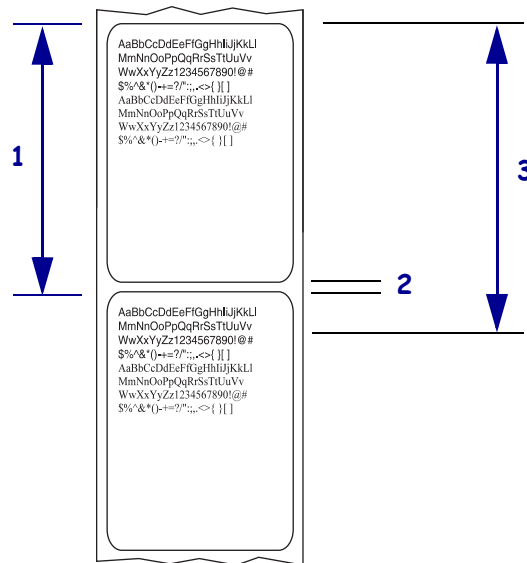 AaBbCcDdEeFfGgHhIiJjKkLl
MmNnOoPpQqRrSsTtUuVv
WwXxYyZz1234567890!@#
$%^&*()-+=?/":;,.<>{ }[ ]
AaBbCcDdEeFfGgHhIiJjKkLl
MmNnOoPpQqRrSsTtUuVv
WwXxYyZz1234567890!@#
$%^&*()-+=?/":;,.<>{ }[ ]
1
3
2
AaBbCcDdEeFfGgHhIiJjKkLl
MmNnOoPpQqRrSsTtUuVv
WwXxYyZz1234567890!@#
$%^&*()-+=?/":;,.<>{ }[ ]
AaBbCcDdEeFfGgHhIiJjKkLl
MmNnOoPpQqRrSsTtUuVv
WwXxYyZz1234567890!@#
$%^&*()-+=?/":;,.<>{ }[ ]